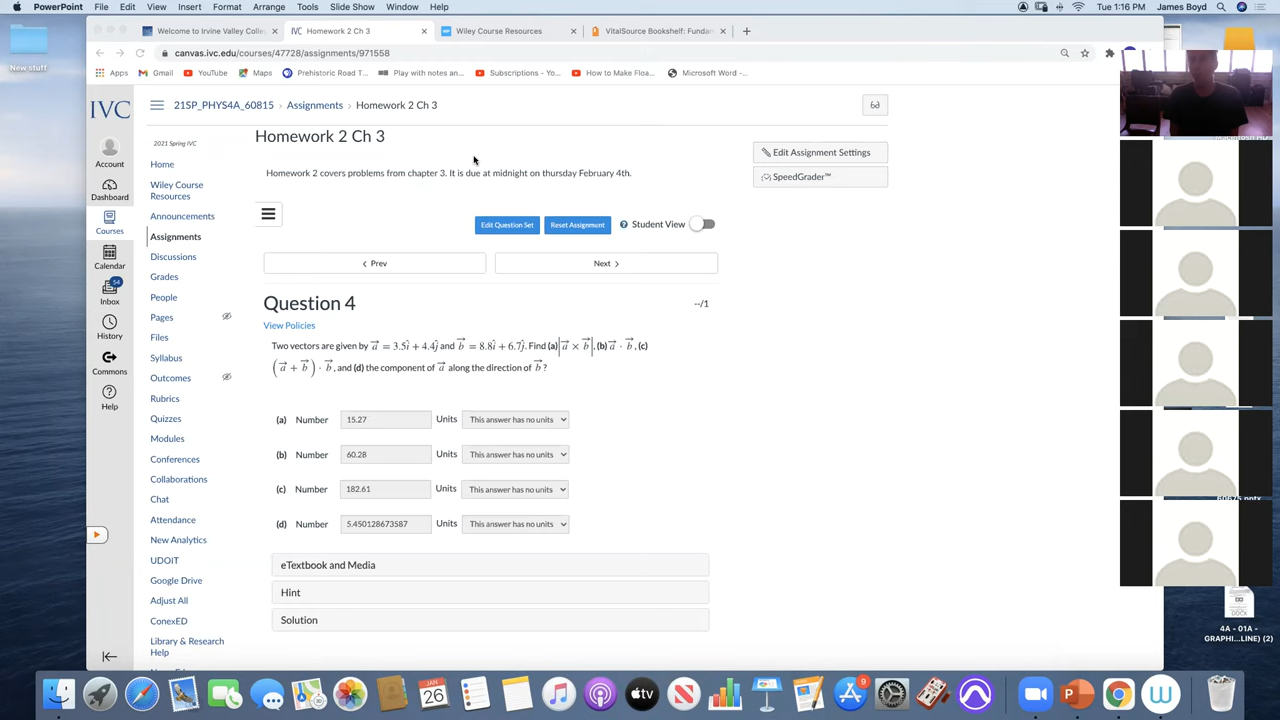 PowerPoint File Edit View Insert Format Arrange Tools Slide Show Window Help Tue 1:16 PM James Boyd
Welcome to Irvine Valley Colle
Homework 2 Ch 3
Wiley Course Resources
VitalSource Bookshelf: Fundam
canvas.ivc.edu/courses/47728/assignments/971558
Apps Gmail YouTube Maps Prehistoric Road T... Play with notes an... Subscriptions - Yo... How to Make Floa... Microsoft Word -...
New stuff
IVC
Account
Dashboard
Courses
Calendar
54
Inbox
History
Commons
Help
21SP_PHYS4A_60815 > Assignments > Homework 2 Ch 3
2021 Spring IVC
Home
Wiley Course
Resources
Announcements
Assignments
Discussions
Grades
People
Pages
Files
Syllabus
Outcomes
Rubrics
Quizzes
Modules
Conferences
Collaborations
Chat
Attendance
New Analytics
UDOIT
Google Drive
Adjust All
ConexED
Library & Research
Help
Homework 2 Ch 3
Homework 2 covers problems from chapter 3. It is due at midnight on thursday February 4th.
Edit Assignment Settings
SpeedGrader™
Edit Question Set Reset Assignment Student View
< Prev Next >
Question 4 --/1
View Policies
Two vectors are given by a⃗ = 3.5î + 4.4ĵ and b⃗ = 8.8î + 6.7ĵ. Find (a) |a⃗ × b⃗|, (b) a⃗ · b⃗, (c)
(a⃗ + b⃗) · b⃗, and (d) the component of a⃗ along the direction of b⃗?
(a) Number 15.27 Units This answer has no units
(b) Number 60.28 Units This answer has no units
(c) Number 182.61 Units This answer has no units
(d) Number 5.450128673587 Units This answer has no units
eTextbook and Media
Hint
Solution
4A - 01A -
GRAPHI...LINE) (2)
DOCX
JAN
26
9
tv